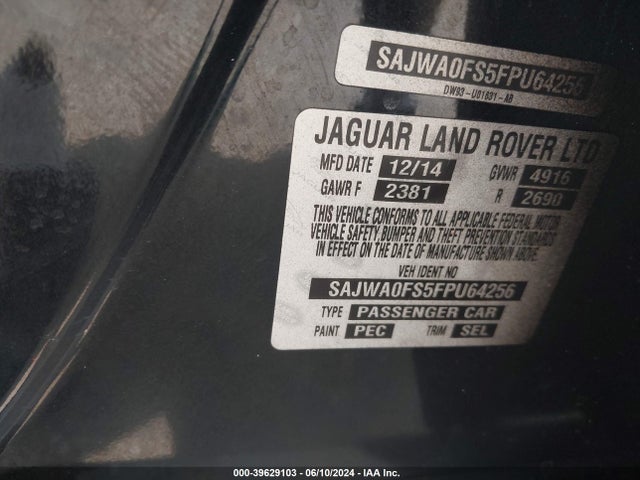 SAJWA0FS5FPU64256
DW93-U01831-AB
JAGUAR LAND ROVER LTD
MFD DATE 12/14 GVWR 4916
GAWR F 2381 R 2690
THIS VEHICLE CONFORMS TO ALL APPLICABLE FEDERAL MOTOR
VEHICLE SAFETY,BUMPER AND THEFT PREVENTION STANDARDS
IN EFFECT ON THE DATE OF MANUFACTURE SHOWN ABOVE.
VEH IDENT NO
SAJWA0FS5FPU64256
TYPE PASSENGER CAR
PAINT PEC TRIM SEL
000-39629103 - 06/10/2024 - IAA Inc.